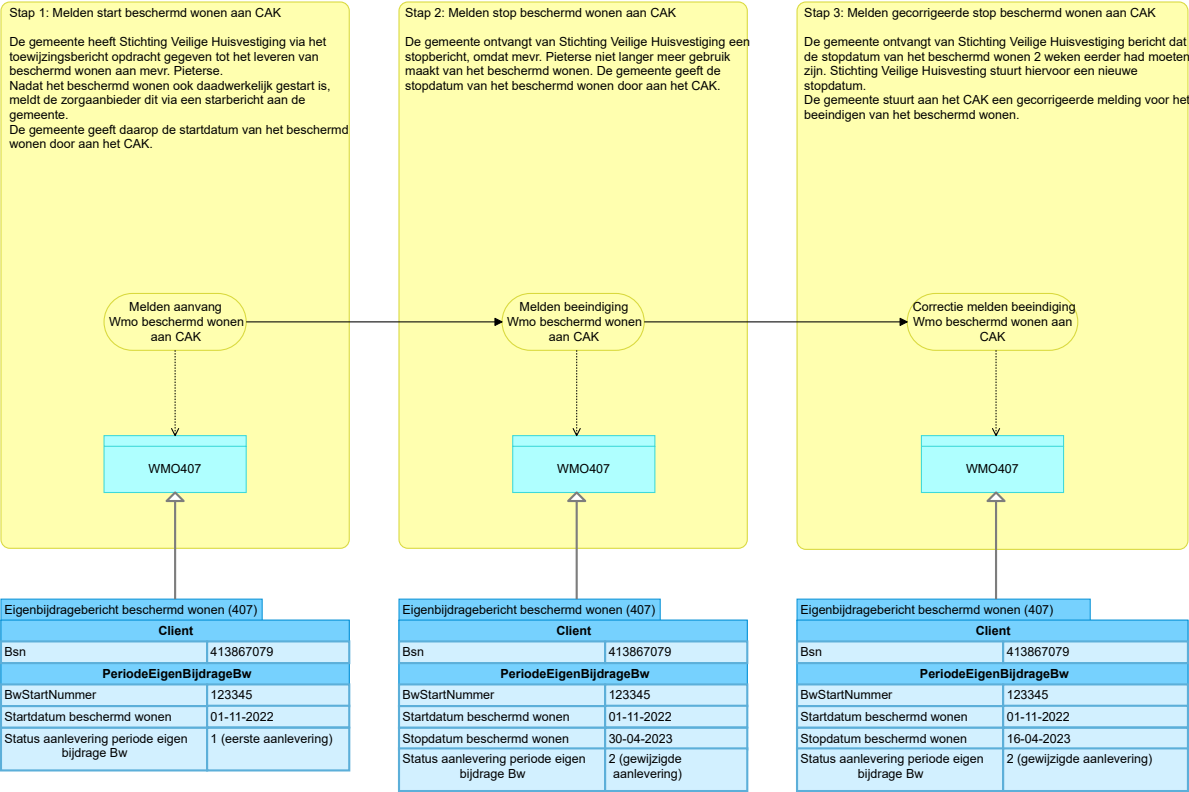 Stap 1: Melden start beschermd wonen aan CAK
De gemeente heeft Stichting Veilige Huisvestiging via het
toewijzingsbericht opdracht gegeven tot het leveren van
beschermd wonen aan mevr. Pieterse.
Nadat het beschermd wonen ook daadwerkelijk gestart is,
meldt de zorgaanbieder dit via een starbericht aan de
gemeente.
De gemeente geeft daarop de startdatum van het beschermd
wonen door aan het CAK.
Melden aanvang
Wmo beschermd wonen
aan CAK
WMO407
Eigenbijdragebericht beschermd wonen (407)
Client
Bsn 413867079
PeriodeEigenBijdrageBw
BwStartNummer 123345
Startdatum beschermd wonen 01-11-2022
Status aanlevering periode eigen 1 (eerste aanlevering)
bijdrage Bw
Stap 2: Melden stop beschermd wonen aan CAK
De gemeente ontvangt van Stichting Veilige Huisvestiging een
stopbericht, omdat mevr. Pieterse niet langer meer gebruik
maakt van het beschermd wonen. De gemeente geeft de
stopdatum van het beschermd wonen door aan het CAK.
Melden beeindiging
Wmo beschermd wonen
aan CAK
WMO407
Eigenbijdragebericht beschermd wonen (407)
Client
Bsn 413867079
PeriodeEigenBijdrageBw
BwStartNummer 123345
Startdatum beschermd wonen 01-11-2022
Stopdatum beschermd wonen 30-04-2023
Status aanlevering periode eigen 2 (gewijzigde
bijdrage Bw aanlevering)
Stap 3: Melden gecorrigeerde stop beschermd wonen aan CAK
De gemeente ontvangt van Stichting Veilige Huisvestiging bericht dat
de stopdatum van het beschermd wonen 2 weken eerder had moeten
zijn. Stichting Veilige Huisvesting stuurt hiervoor een nieuwe
stopdatum.
De gemeente stuurt aan het CAK een gecorrigeerde melding voor het
beeindigen van het beschermd wonen.
Correctie melden beeindiging
Wmo beschermd wonen aan
CAK
WMO407
Eigenbijdragebericht beschermd wonen (407)
Client
Bsn 413867079
PeriodeEigenBijdrageBw
BwStartNummer 123345
Startdatum beschermd wonen 01-11-2022
Stopdatum beschermd wonen 16-04-2023
Status aanlevering periode eigen 2 (gewijzigde aanlevering)
bijdrage Bw